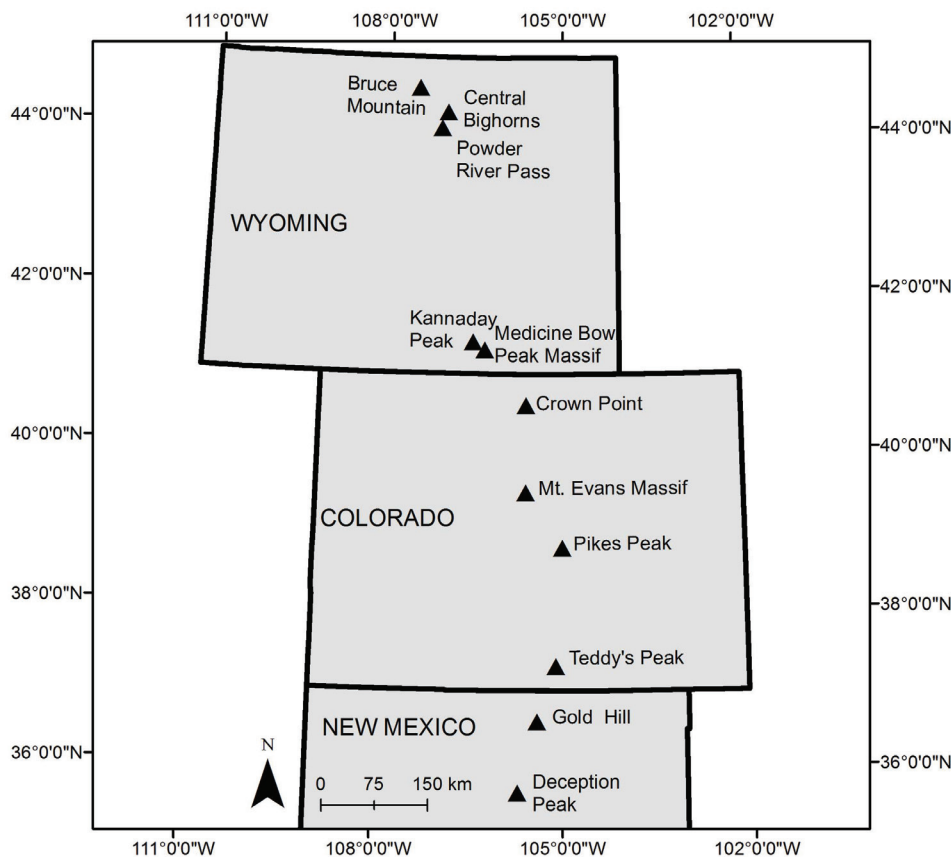 111°0'0"W
108°0'0"W
105°0'0"W
102°0'0"W
44°0'0"N
44°0'0"N
Bruce
Mountain
Central
Bighorns
Powder
River Pass
WYOMING
42°0'0"N
42°0'0"N
Kannaday
Peak
Medicine Bow
Peak Massif
Crown Point
40°0'0"N
40°0'0"N
Mt. Evans Massif
COLORADO
Pikes Peak
38°0'0"N
38°0'0"N
Teddy's Peak
Gold Hill
NEW MEXICO
36°0'0"N
36°0'0"N
N
0 75 150 km
Deception
Peak
111°0'0"W
108°0'0"W
105°0'0"W
102°0'0"W